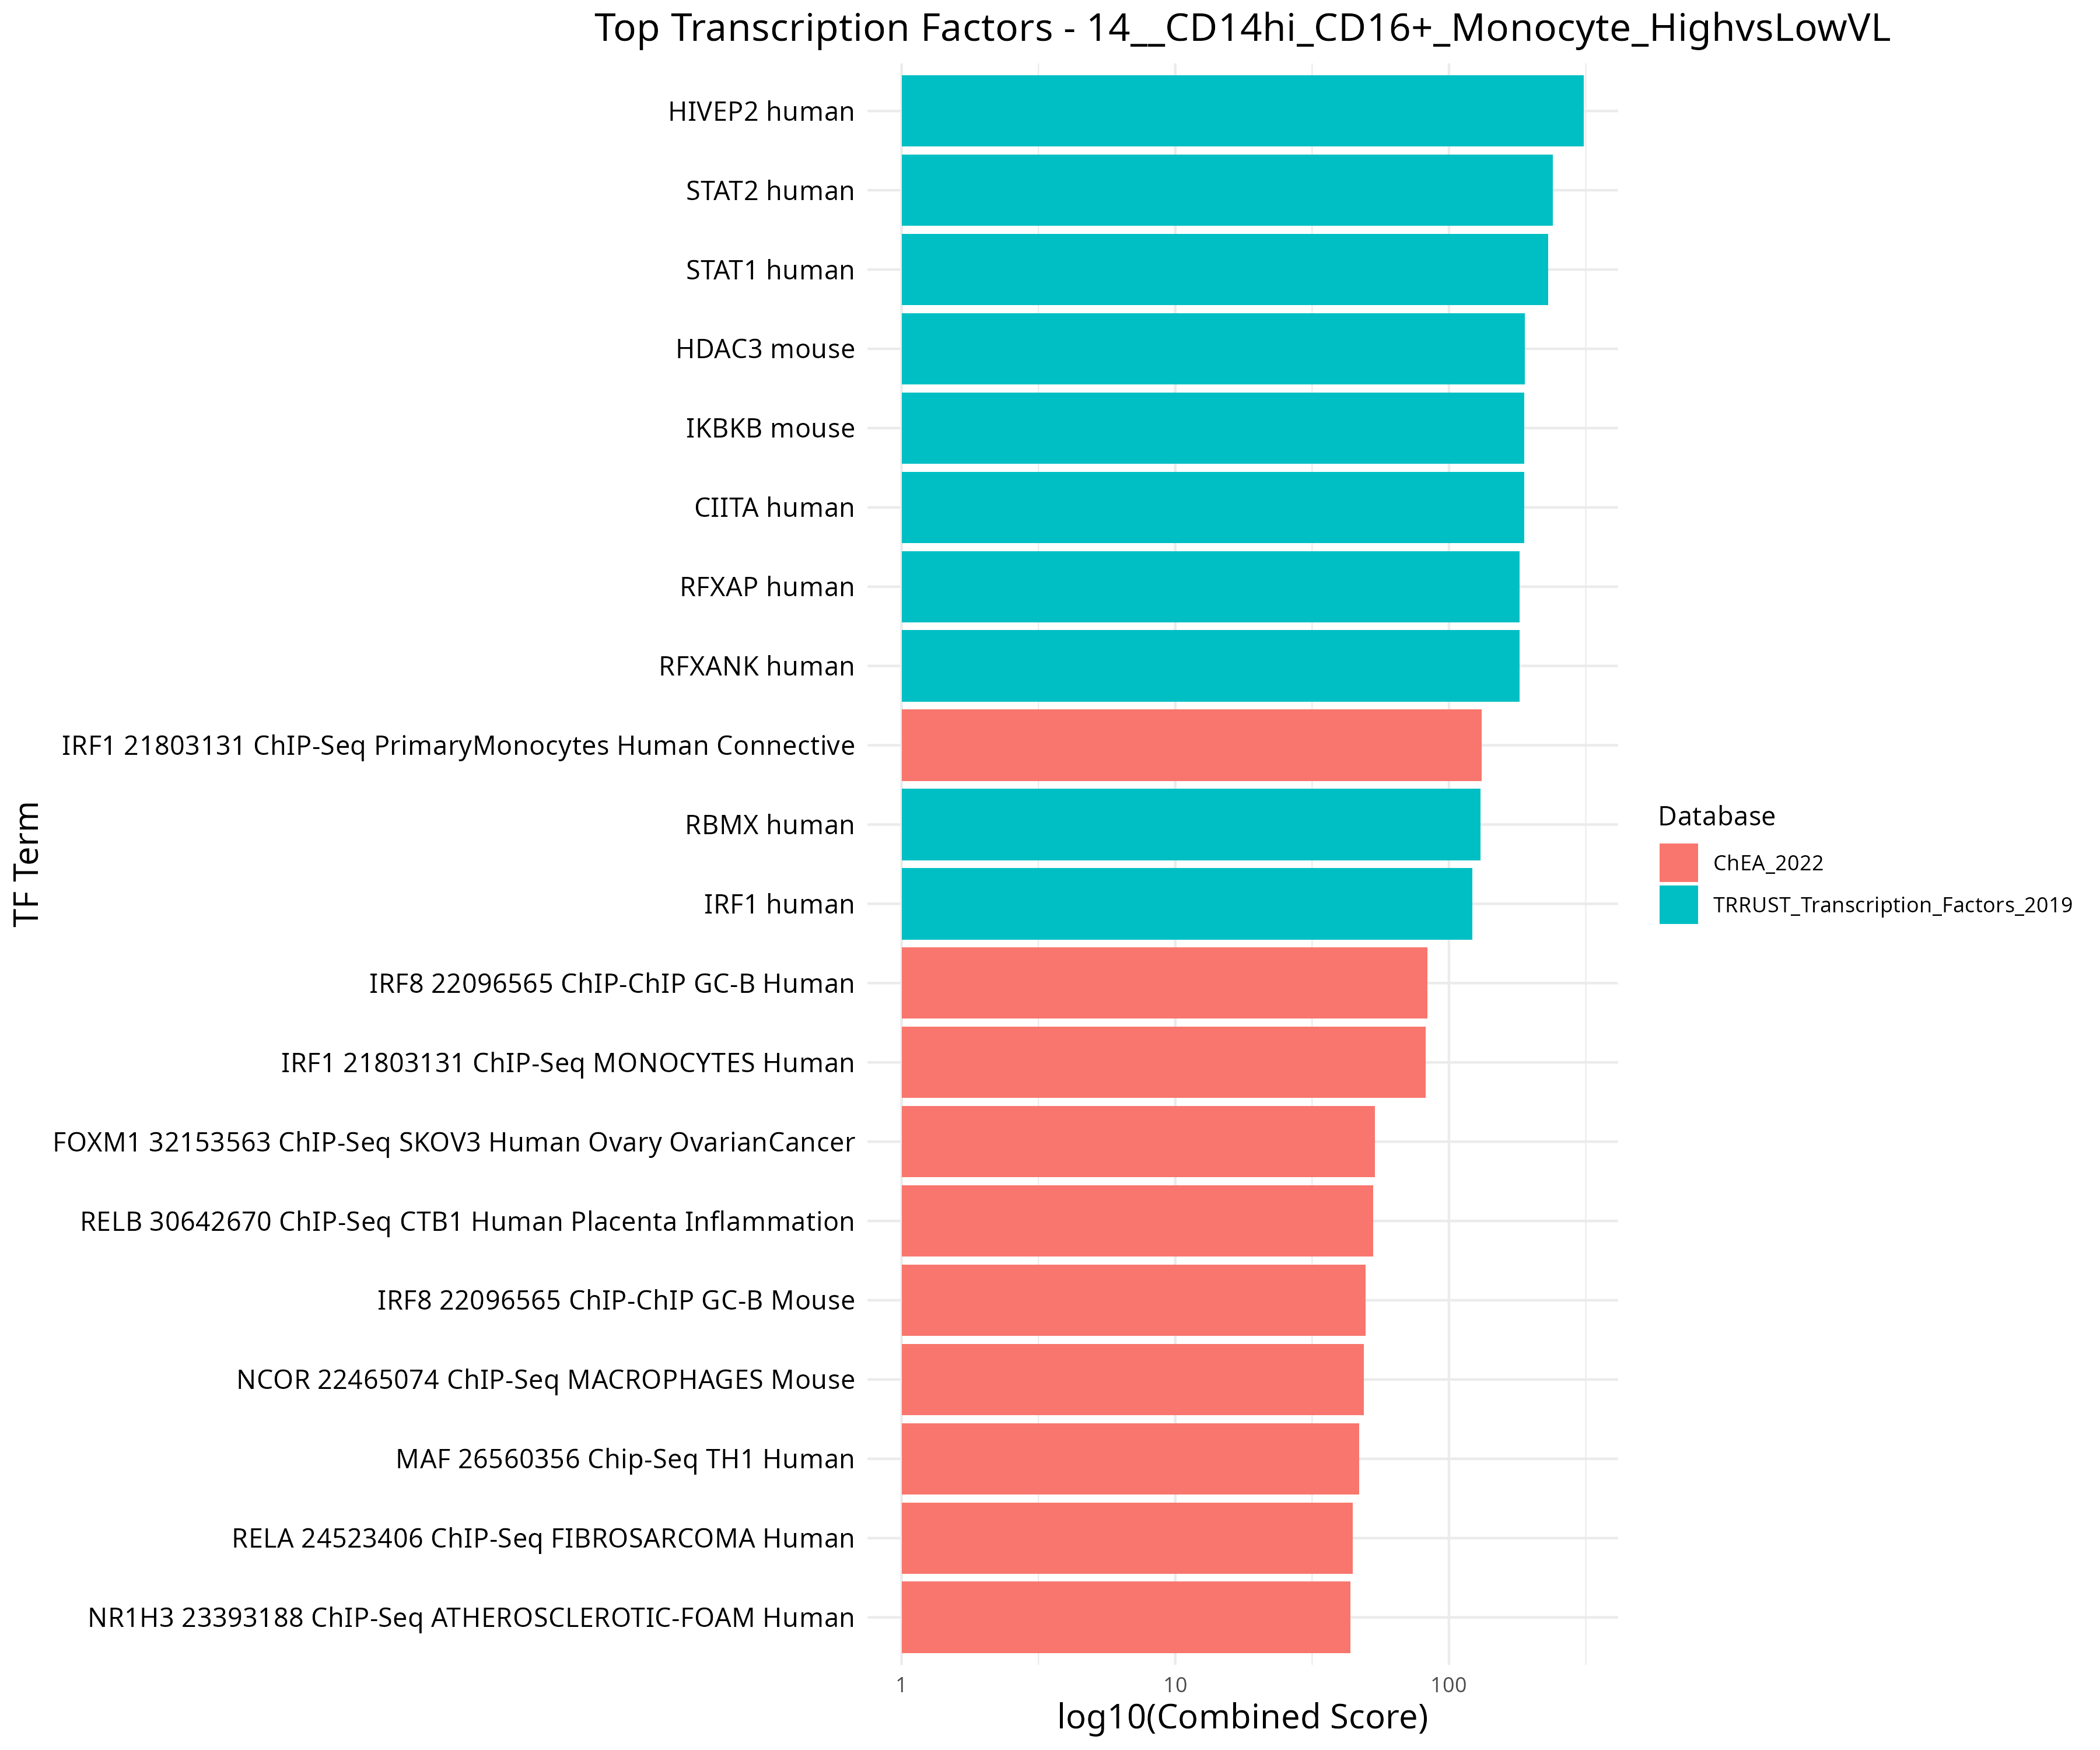 Top Transcription Factors - 14__CD14hi_CD16+_Monocyte_HighvsLowVL
HIVEP2 human
STAT2 human
STAT1 human
HDAC3 mouse
IKBKB mouse
CIITA human
RFXAP human
RFXANK human
IRF1 21803131 ChIP-Seq PrimaryMonocytes Human Connective
RBMX human
IRF1 human
IRF8 22096565 ChIP-ChIP GC-B Human
IRF1 21803131 ChIP-Seq MONOCYTES Human
FOXM1 32153563 ChIP-Seq SKOV3 Human Ovary OvarianCancer
RELB 30642670 ChIP-Seq CTB1 Human Placenta Inflammation
IRF8 22096565 ChIP-ChIP GC-B Mouse
NCOR 22465074 ChIP-Seq MACROPHAGES Mouse
MAF 26560356 Chip-Seq TH1 Human
RELA 24523406 ChIP-Seq FIBROSARCOMA Human
NR1H3 23393188 ChIP-Seq ATHEROSCLEROTIC-FOAM Human
TF Term
1 10 100
log10(Combined Score)
Database
ChEA_2022
TRRUST_Transcription_Factors_2019